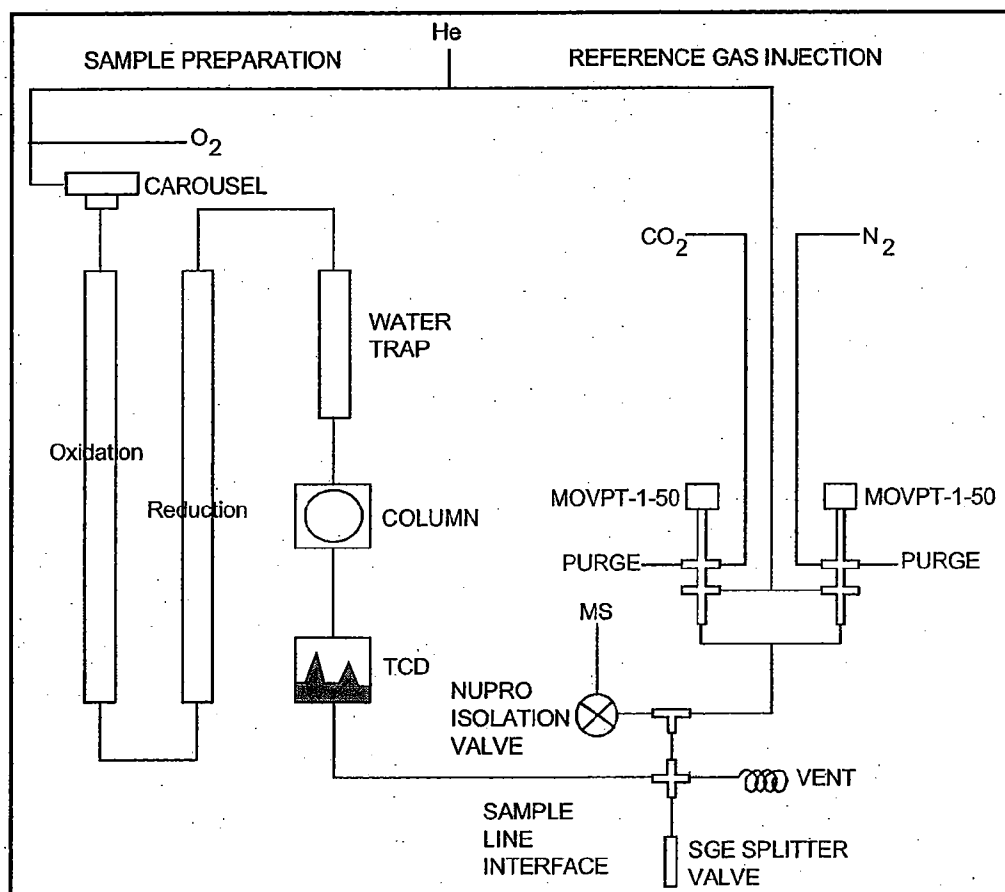 He
SAMPLE PREPARATION
REFERENCE GAS INJECTION
O2
CAROUSEL
CO2
N2
WATER
TRAP
Oxidation
Reduction
COLUMN
MOVPT-1-50
MOVPT-1-50
PURGE
PURGE
MS
TCD
NUPRO
ISOLATION
VALVE
VENT
SAMPLE
LINE
INTERFACE
SGE SPLITTER
VALVE